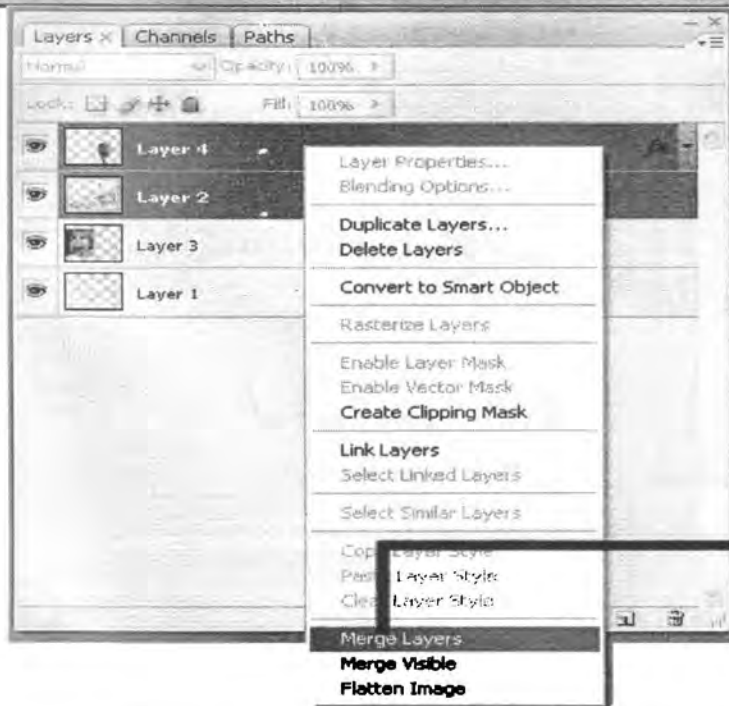 Layers × Channels Paths
Normal Opacity: 100%
Lock: Fill: 100%
Layer 4
Layer 2
Layer 3
Layer 1
Layer Properties...
Blending Options...
Duplicate Layers...
Delete Layers
Convert to Smart Object
Rasterize Layers
Enable Layer Mask
Enable Vector Mask
Create Clipping Mask
Link Layers
Select Linked Layers
Select Similar Layers
Layer Style
Layer Style
Layer Style
Merge Layers
Merge Visible
Flatten Image